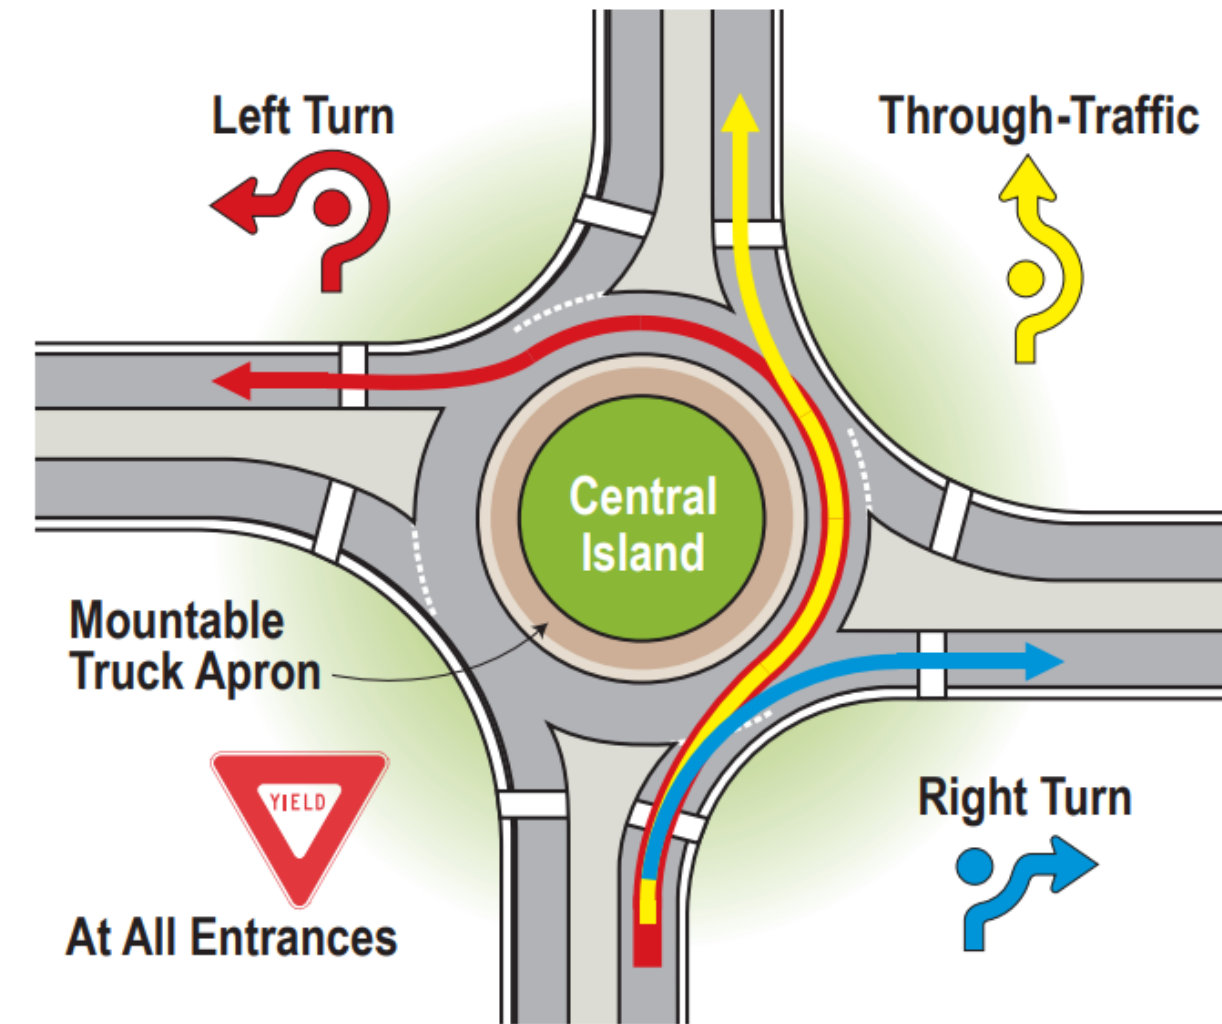 Left Turn
Through-Traffic
Central
Island
Mountable
Truck Apron
YIELD
At All Entrances
Right Turn